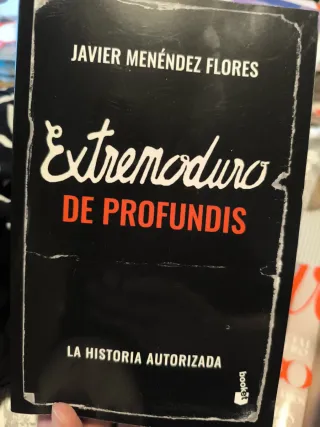 JAVIER MENÉNDEZ FLORES
Extremoduro
DE PROFUNDIS
LA HISTORIA AUTORIZADA
booket